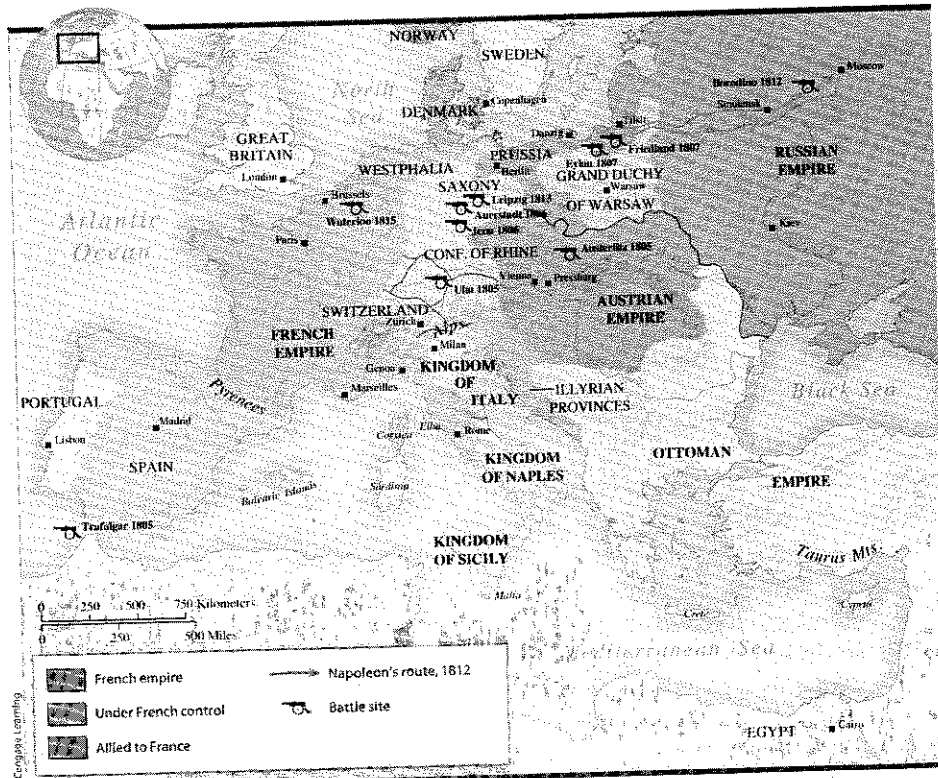 NORWAY
SWEDEN
North
Sea
DENMARK
Copenhagen
Borodino 1812
Moscow
Smolensk
Tilsit
Danzig
Friedland 1807
Eylau 1807
GREAT
BRITAIN
London
WESTPHALIA
PRUSSIA
Berlin
GRAND DUCHY
Warsaw
OF WARSAW
RUSSIAN
EMPIRE
Kiev
SAXONY
Leipzig 1813
Auerstadt 1806
Jena 1806
Brussels
Waterloo 1815
Atlantic
Ocean
Paris
CONF. OF RHINE
Austerlitz 1805
Vienna
Pressburg
Ulm 1805
AUSTRIAN
EMPIRE
SWITZERLAND
Zurich
Alps
Milan
FRENCH
EMPIRE
Genoa
Marseilles
KINGDOM
OF
ITALY
ILLYRIAN
PROVINCES
Black Sea
PORTUGAL
Pyrenees
Lisbon
Madrid
SPAIN
Corsica
Elba
Rome
KINGDOM
OF NAPLES
OTTOMAN
EMPIRE
Balearic Islands
Sardinia
Trafalgar 1805
KINGDOM
OF SICILY
Taurus Mts.
Malta
Crete
Cyprus
Mediterranean Sea
0 250 500 750 Kilometers
0 250 500 Miles
EGYPT
Cairo
French empire
Under French control
Allied to France
Napoleon's route, 1812
Battle site
Cengage Learning